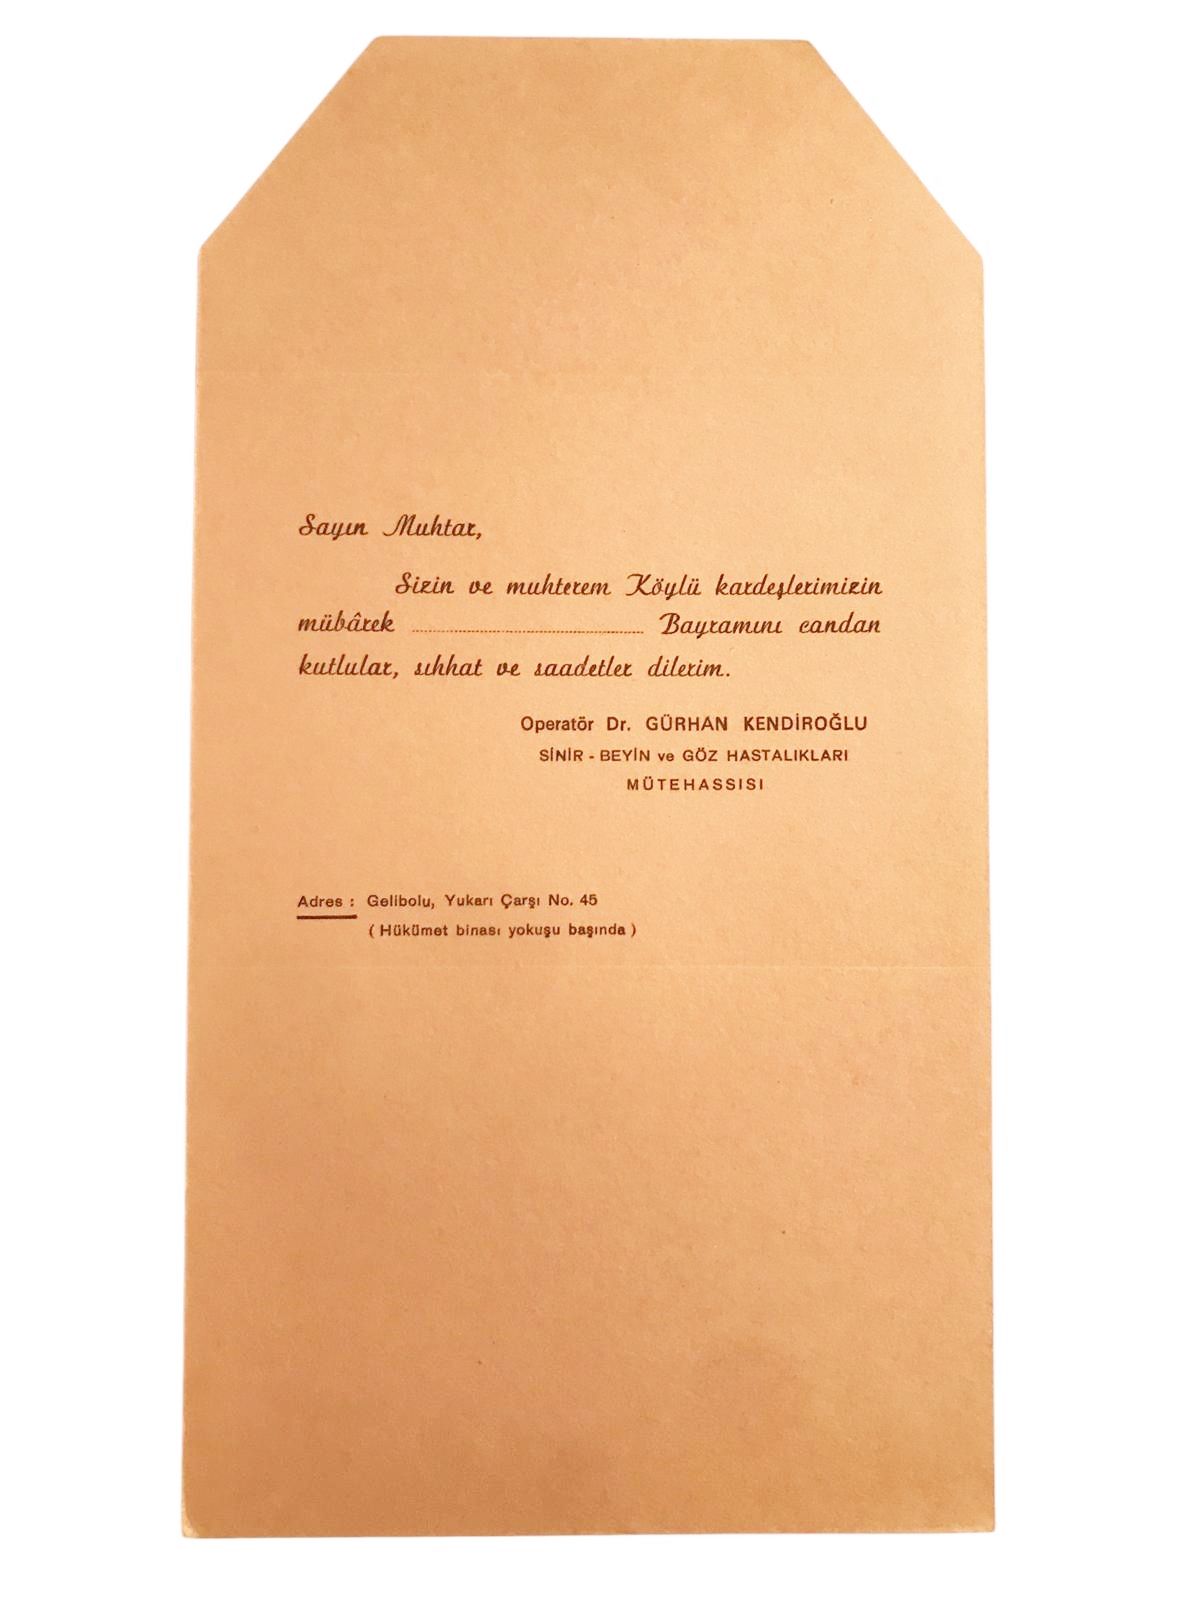 Sayın Muhtar,
Sizin ve muhterem Köylü kardeşlerimizin
mübârek ........................................ Bayramını candan
kutlular, sıhhat ve saadetler dilerim.
Operatör Dr. GÜRHAN KENDİROĞLU
SİNİR - BEYİN ve GÖZ HASTALIKLARI
MÜTEHASSISI
Adres : Gelibolu, Yukarı Çarşı No. 45
( Hükûmet binası yokuşu başında )